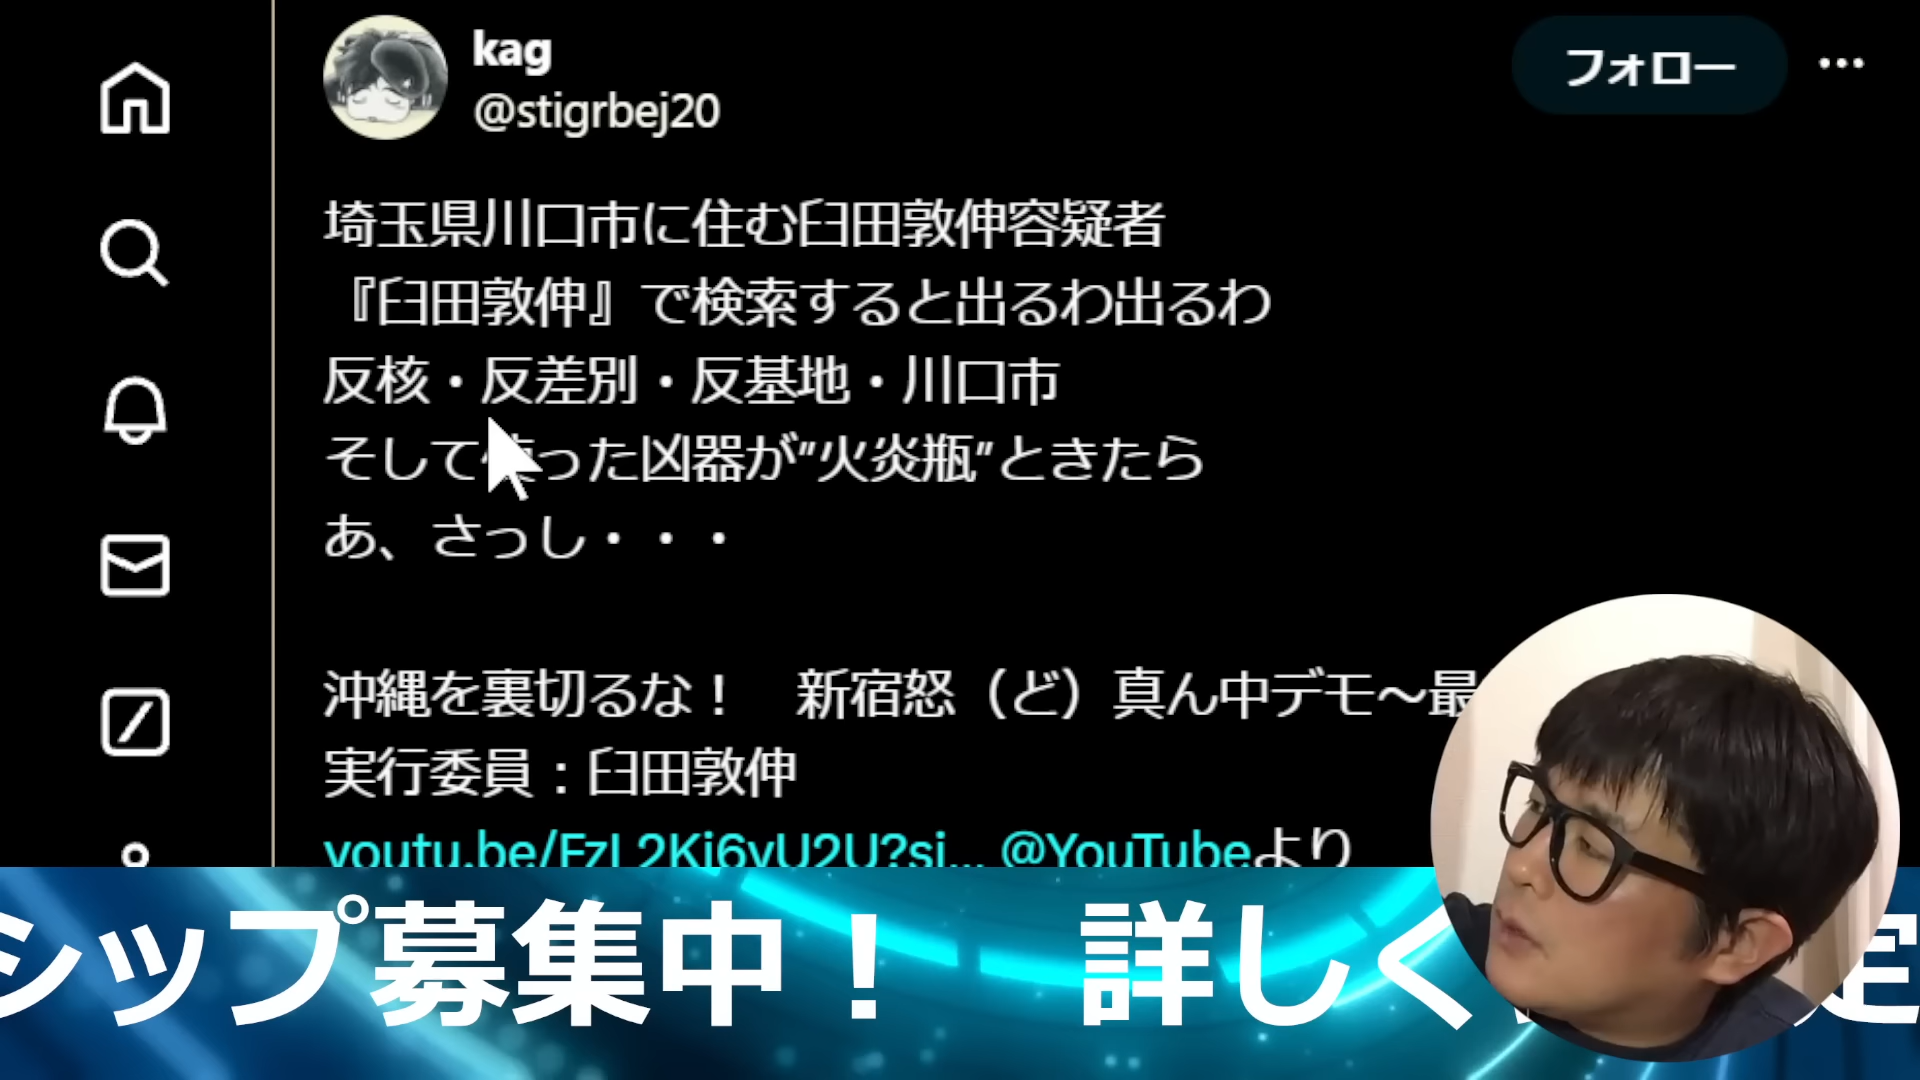 kag
@stigrbej20
フォロー
埼玉県川口市に住む臼田敦伸容疑者
『臼田敦伸』で検索すると出るわ出るわ
反核・反差別・反基地・川口市
そして使った凶器が”火炎瓶”ときたら
あ、さっし・・・
沖縄を裏切るな！　新宿怒（ど）真ん中デモ～最
実行委員：臼田敦伸
@YouTubeより
シップ募集中！　詳しく
定